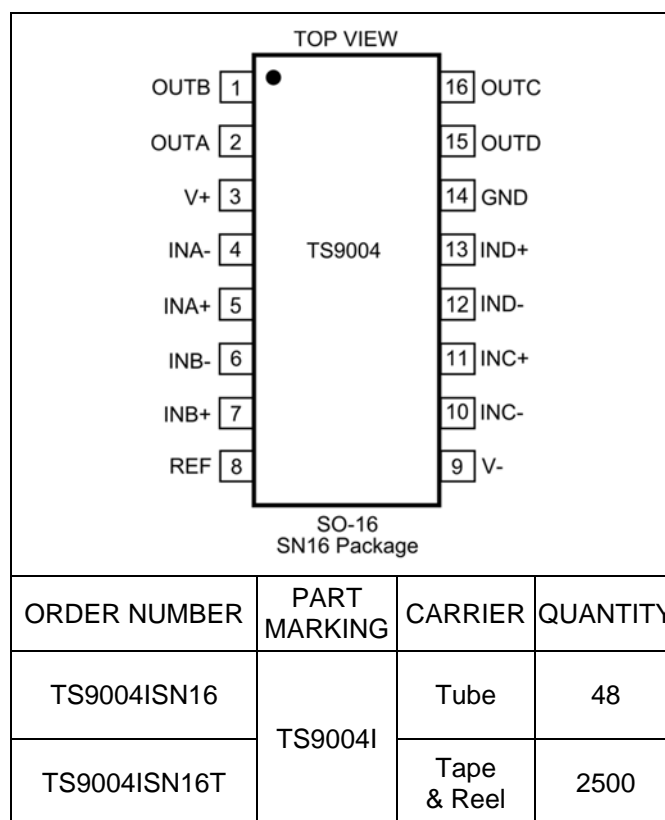 TOP VIEW
OUTB 1 16 OUTC
OUTA 2 15 OUTD
V+ 3 14 GND
INA- 4 TS9004 13 IND+
INA+ 5 12 IND-
INB- 6 11 INC+
INB+ 7 10 INC-
REF 8 9 V-
SO-16
SN16 Package
ORDER NUMBER PART MARKING CARRIER QUANTITY
TS9004ISN16 TS9004I Tube 48
TS9004ISN16T Tape & Reel 2500